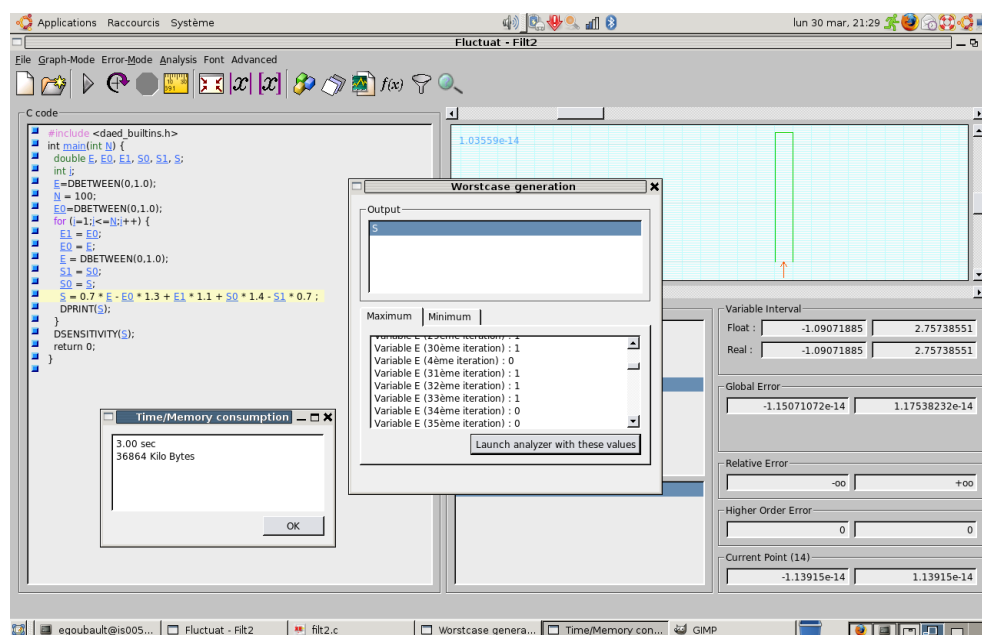 Applications Raccourcis Système
lun 30 mar, 21:29
Fluctuat - Filt2
File Graph-Mode Error-Mode Analysis Font Advanced
|x| [x] f(x)
C code
#include <daed_builtins.h>
int main(int N) {
double E, E0, E1, S0, S1, S;
int i;
E=DBETWEEN(0,1.0);
N = 100;
E0=DBETWEEN(0,1.0);
for (i=1;i<=N;i++) {
E1 = E0;
E0 = E;
E = DBETWEEN(0,1.0);
S1 = S0;
S0 = S;
S = 0.7 * E - E0 * 1.3 + E1 * 1.1 + S0 * 1.4 - S1 * 0.7 ;
DPRINT(S);
}
DSENSITIVITY(S);
return 0;
}
1.03559e-14
Worstcase generation
Output
S
Maximum Minimum
Variable E (29ème iteration) : 1
Variable E (30ème iteration) : 1
Variable E (4ème iteration) : 0
Variable E (31ème iteration) : 1
Variable E (32ème iteration) : 1
Variable E (33ème iteration) : 1
Variable E (34ème iteration) : 0
Variable E (35ème iteration) : 0
Launch analyzer with these values
Time/Memory consumption
3.00 sec
36864 Kilo Bytes
OK
Variable Interval
Float : -1.09071885 2.75738551
Real : -1.09071885 2.75738551
Global Error
-1.15071072e-14 1.17538232e-14
Relative Error
-oo +oo
Higher Order Error
0 0
Current Point (14)
-1.13915e-14 1.13915e-14
egoubault@is005... Fluctuat - Filt2 filt2.c Worstcase genera... Time/Memory con... GIMP